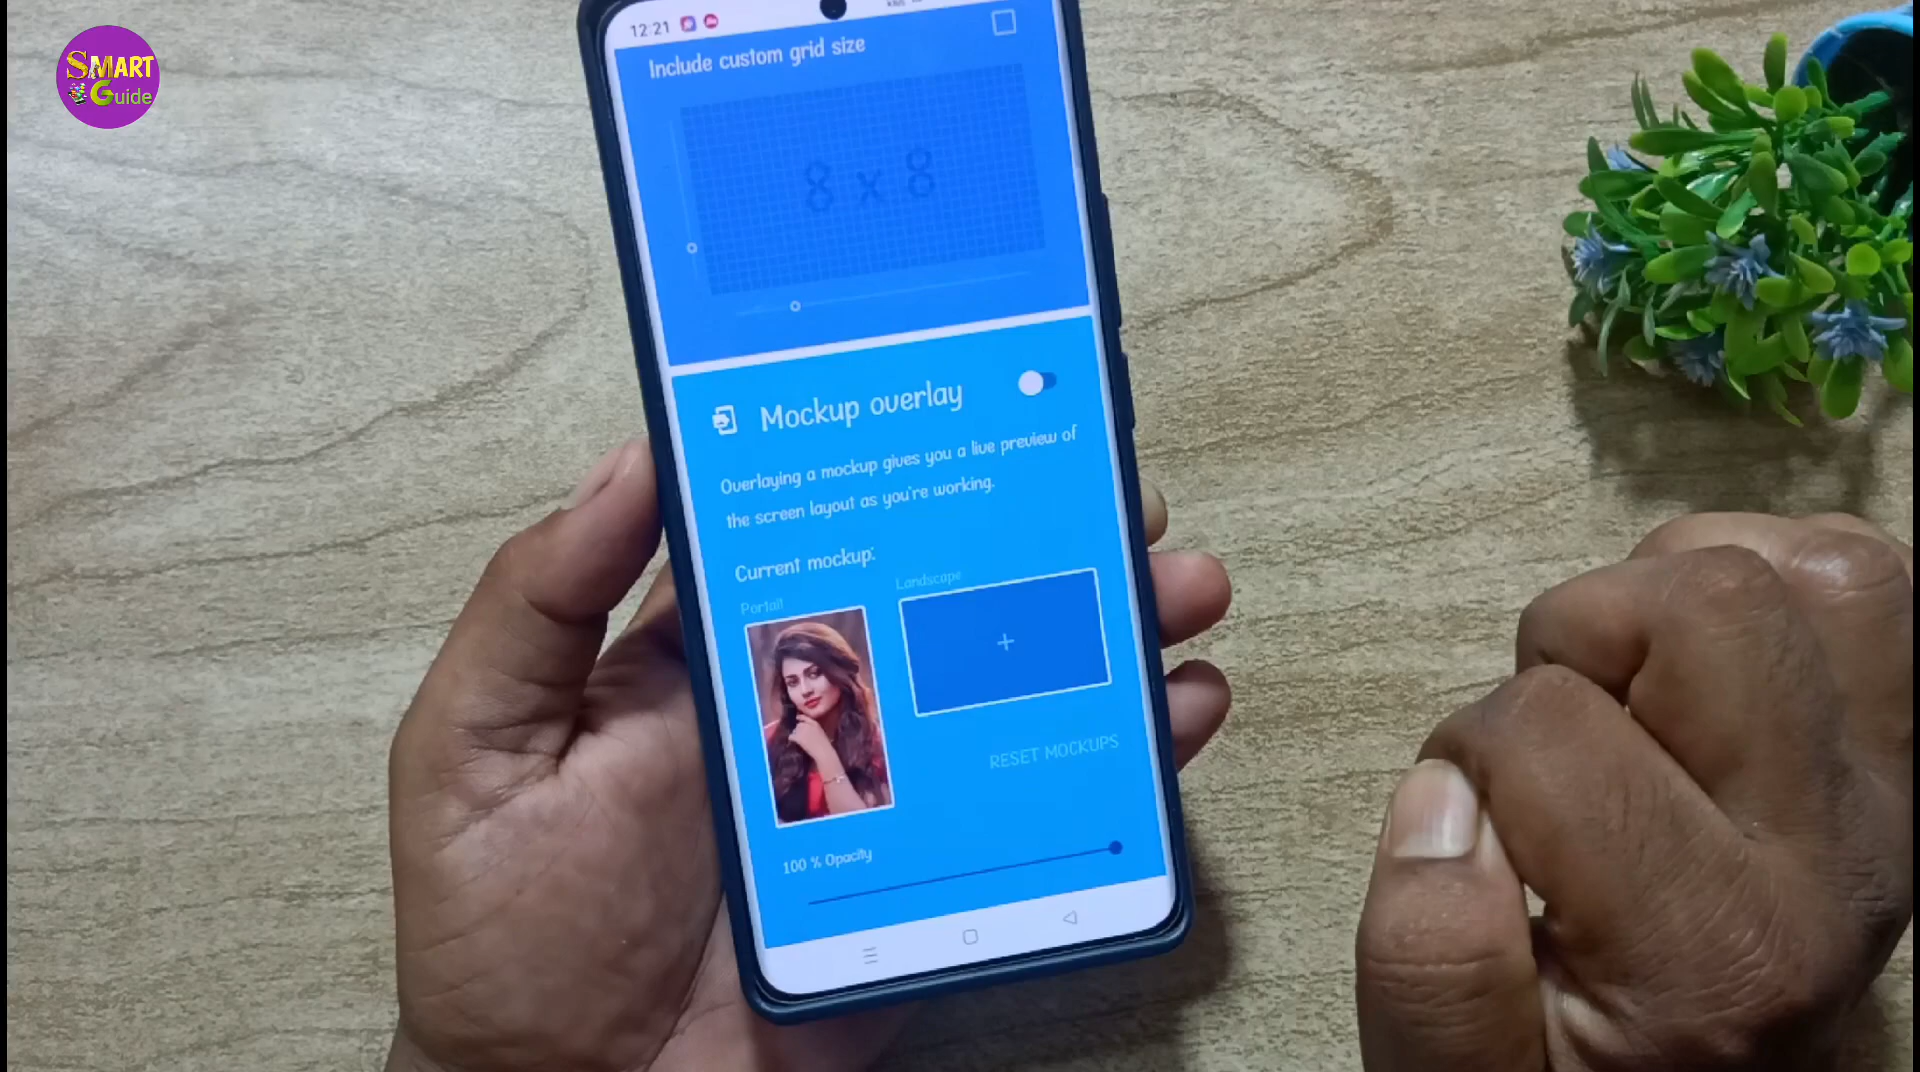 SMART
Guide
12:21
Include custom grid size
8 x 8
Mockup overlay
Overlaying a mockup gives you a live preview of
the screen layout as you're working.
Current mockup:
Portait
Landscape
+
RESET MOCKUPS
100 % Opacity